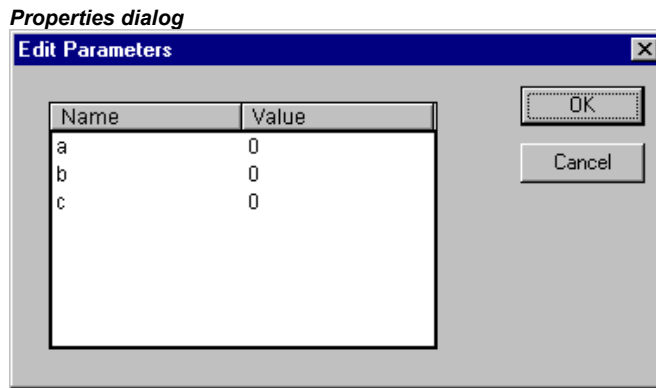 Properties dialog
Edit Parameters
Name Value
a 0
b 0
c 0
OK
Cancel